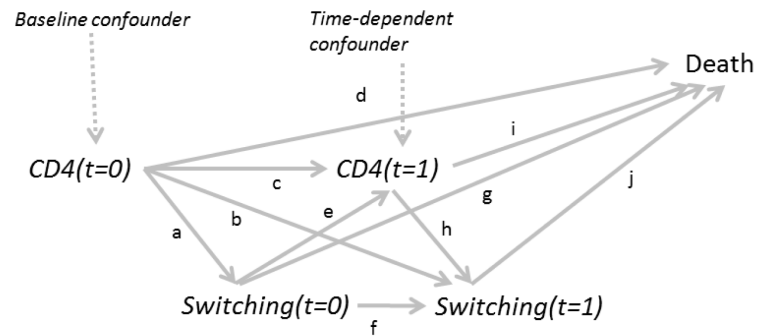 Baseline confounder
Time-dependent
confounder
Death
d
i
CD4(t=0)
CD4(t=1)
c
g
j
a
b
e
h
Switching(t=0)
Switching(t=1)
f